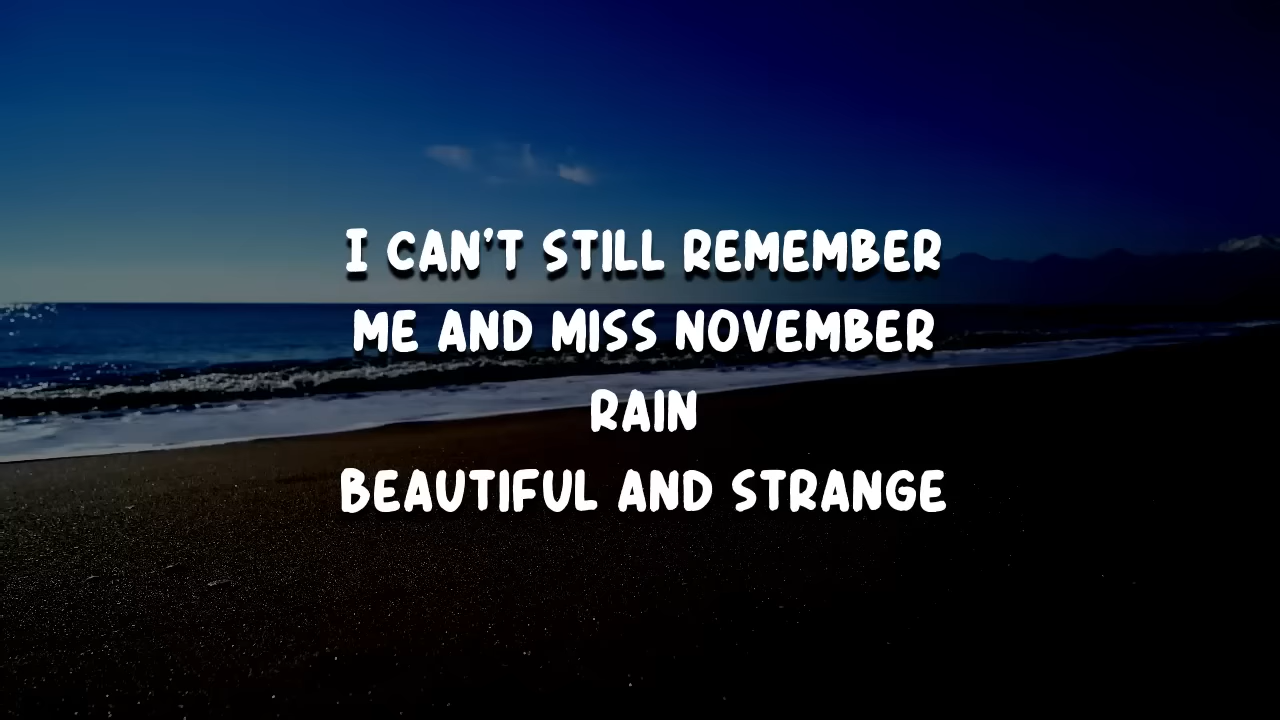 I CAN'T STILL REMEMBER
ME AND MISS NOVEMBER
RAIN
BEAUTIFUL AND STRANGE